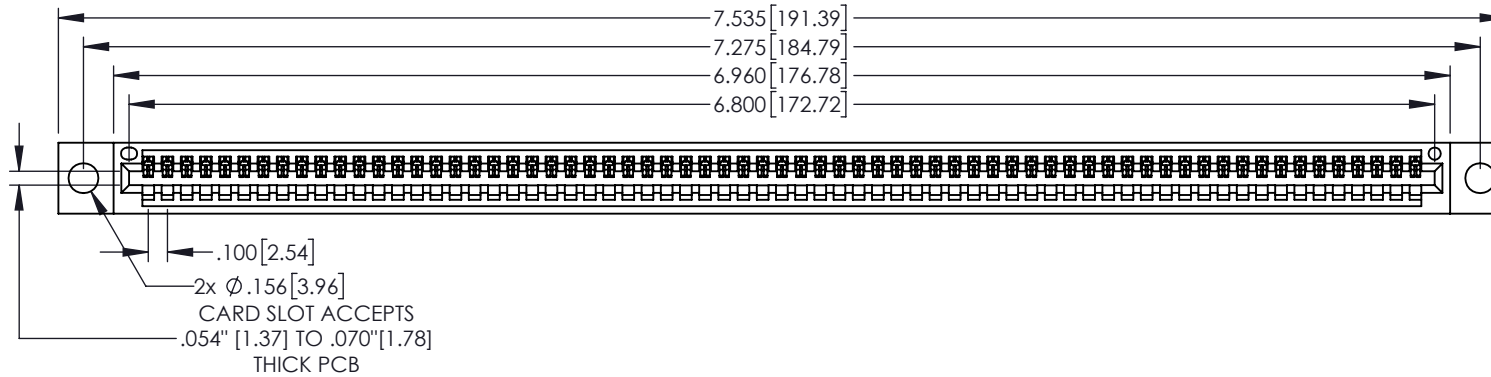 7.535[191.39]
7.275[184.79]
6.960[176.78]
6.800[172.72]
.100[2.54]
2x Ø.156[3.96]
CARD SLOT ACCEPTS
.054" [1.37] TO .070"[1.78]
THICK PCB